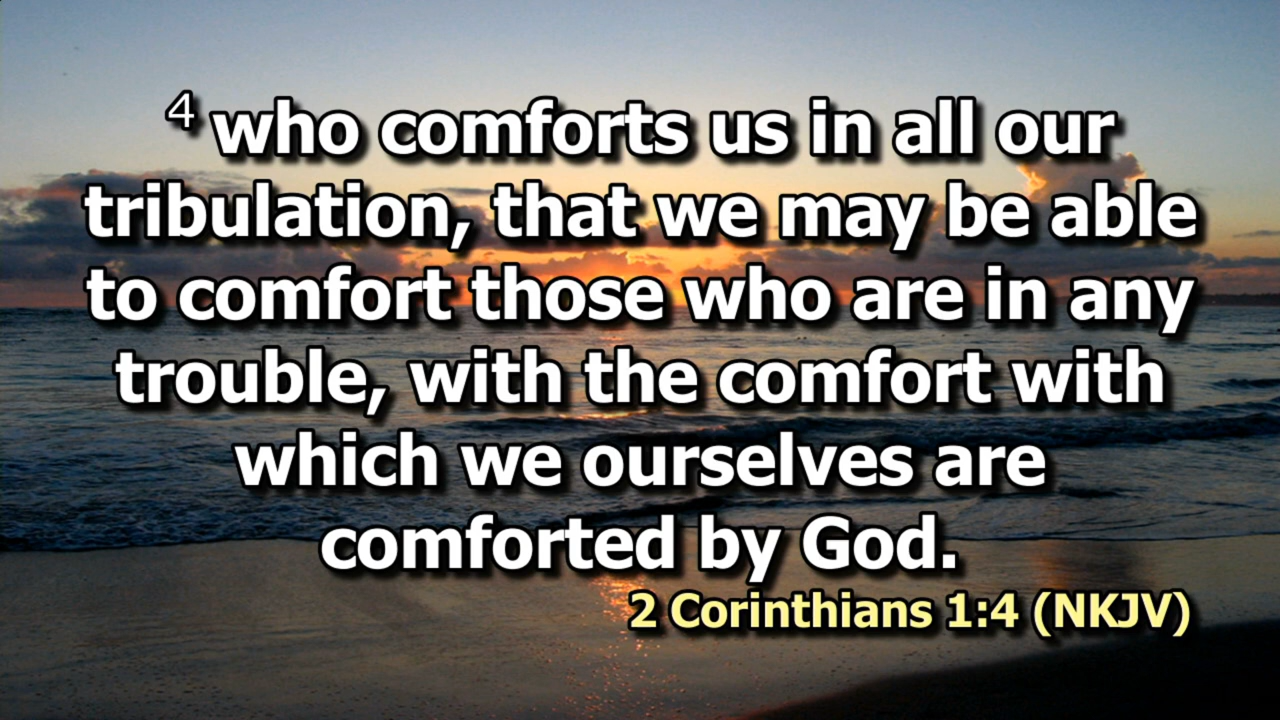 4 who comforts us in all our
tribulation, that we may be able
to comfort those who are in any
trouble, with the comfort with
which we ourselves are
comforted by God.
2 Corinthians 1:4 (NKJV)